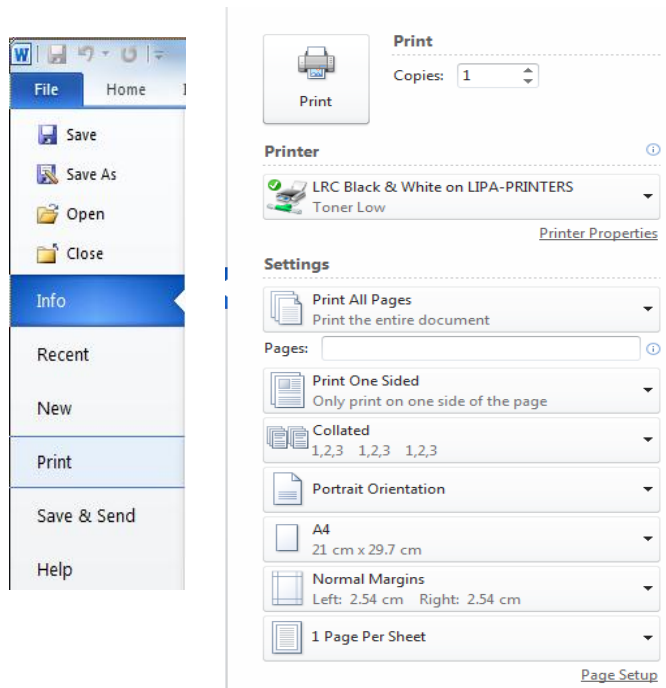 W
File Home
Save
Save As
Open
Close
Info
Recent
New
Print
Save & Send
Help
Print
Print
Copies: 1
Printer
LRC Black & White on LIPA-PRINTERS
Toner Low
Printer Properties
Settings
Print All Pages
Print the entire document
Pages:
Print One Sided
Only print on one side of the page
Collated
1,2,3 1,2,3 1,2,3
Portrait Orientation
A4
21 cm x 29.7 cm
Normal Margins
Left: 2.54 cm Right: 2.54 cm
1 Page Per Sheet
Page Setup